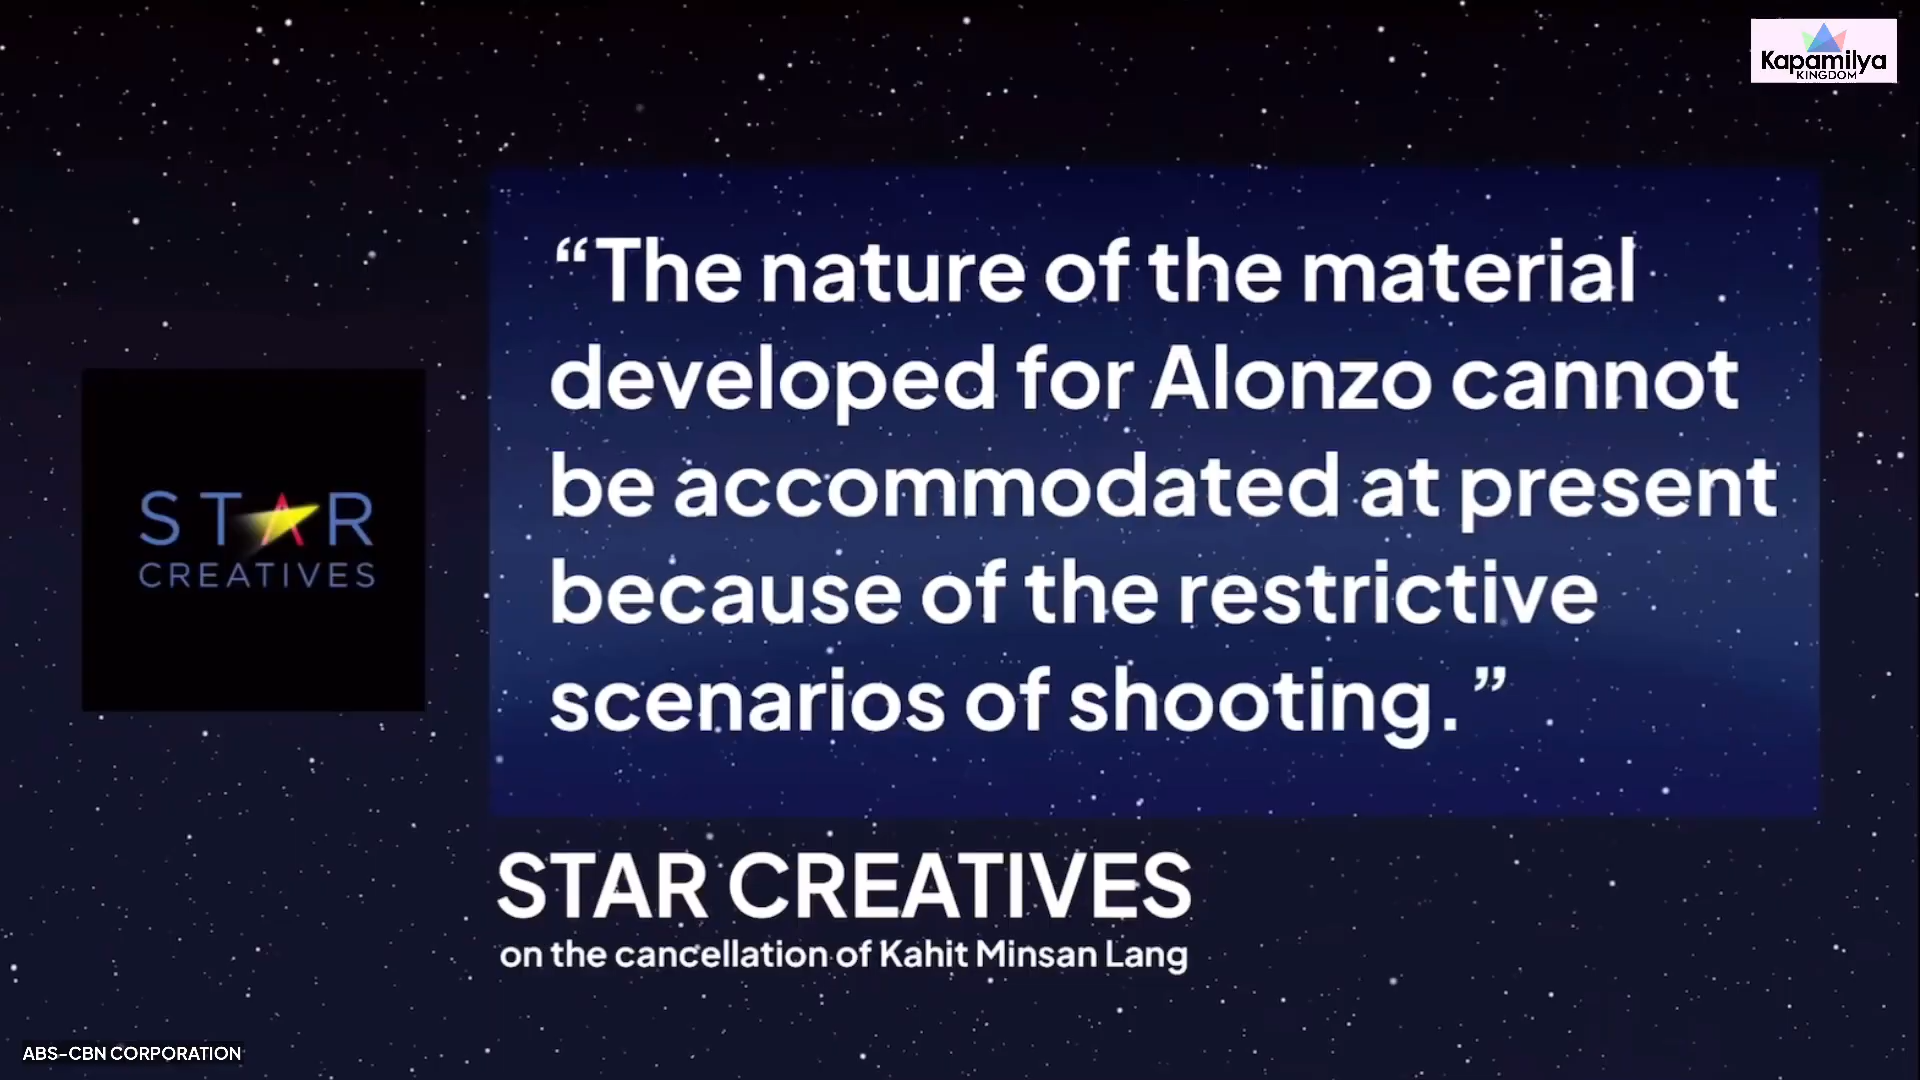 Kapamilya
KINGDOM
“The nature of the material
developed for Alonzo cannot
be accommodated at present
because of the restrictive
scenarios of shooting.”
STAR
CREATIVES
STAR CREATIVES
on the cancellation of Kahit Minsan Lang
ABS-CBN CORPORATION